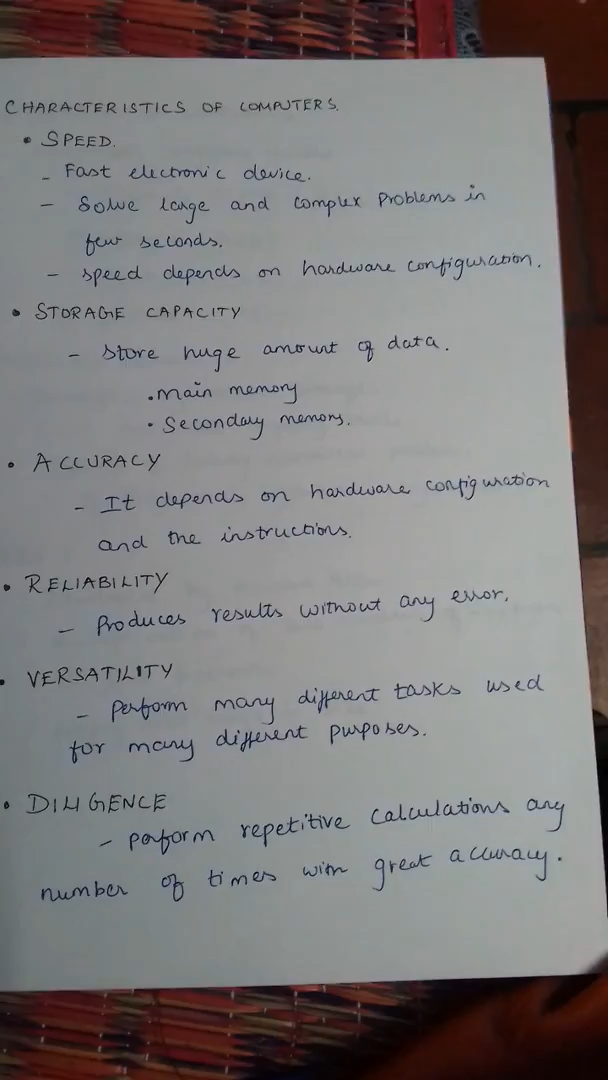 CHARACTERISTICS OF COMPUTERS.
• SPEED.
- Fast electronic device.
- Solve large and complex problems in
few seconds.
- speed depends on hardware configuration.
• STORAGE CAPACITY
- store huge amount of data.
• main memory
• Secondary memory.
• ACCURACY
- It depends on hardware configuration
and the instructions.
• RELIABILITY
- Produces results without any error.
• VERSATILITY
- perform many different tasks used
for many different purposes.
• DILIGENCE
- perform repetitive calculations any
number of times with great accuracy.